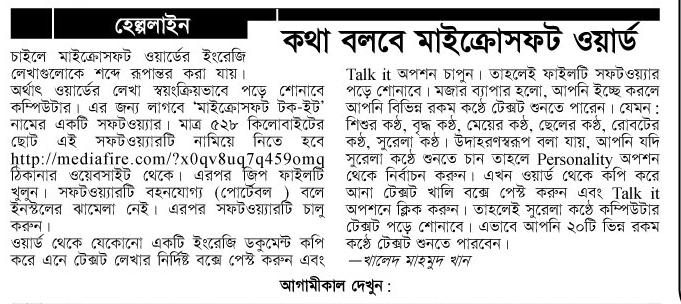 হেল্পলাইন
কথা বলবে মাইক্রোসফট ওয়ার্ড
চাইলে মাইক্রোসফট ওয়ার্ডের ইংরেজি
লেখাগুলোকে শব্দে রূপান্তর করা যায়।
অর্থাৎ ওয়ার্ডের লেখা স্বয়ংক্রিয়ভাবে পড়ে শোনাবে
কম্পিউটার। এর জন্য লাগবে ‘মাইক্রোসফট টক-ইট’
নামের একটি সফটওয়্যার। মাত্র ৫২৮ কিলোবাইটের
ছোট এই সফটওয়্যারটি নামিয়ে নিতে হবে
http://mediafire.com/?x0qv8uq7q459omq
ঠিকানার ওয়েবসাইট থেকে। এরপর জিপ ফাইলটি
খুলুন। সফটওয়্যারটি বহনযোগ্য (পোর্টেবল ) বলে
ইনস্টলের ঝামেলা নেই। এরপর সফটওয়্যারটি চালু
করুন।
ওয়ার্ড থেকে যেকোনো একটি ইংরেজি ডকুমেন্ট কপি
করে এনে টেক্সট লেখার নির্দিষ্ট বক্সে পেস্ট করুন এবং
Talk it অপশন চাপুন। তাহলেই ফাইলটি সফটওয়্যার
পড়ে শোনাবে। মজার ব্যাপার হলো, আপনি ইচ্ছে করলে
আপনি বিভিন্ন রকম কণ্ঠে টেক্সট শুনতে পারেন। যেমন :
শিশুর কণ্ঠ, বৃদ্ধ কণ্ঠ, মেয়ের কণ্ঠ, ছেলের কণ্ঠ, রোবটের
কণ্ঠ, সুরেলা কণ্ঠ। উদাহরণস্বরূপ বলা যায়, আপনি যদি
সুরেলা কণ্ঠে শুনতে চান তাহলে Personality অপশন
থেকে নির্বাচন করুন। এখন ওয়ার্ড থেকে কপি করে
আনা টেক্সট খালি বক্সে পেস্ট করুন এবং Talk it
অপশনে ক্লিক করুন। তাহলেই সুরেলা কণ্ঠে কম্পিউটার
টেক্সট পড়ে শোনাবে। এভাবে আপনি ২০টি ভিন্ন রকম
কণ্ঠে টেক্সট শুনতে পারবেন।
—খালেদ মাহমুদ খান
আগামীকাল দেখুন :